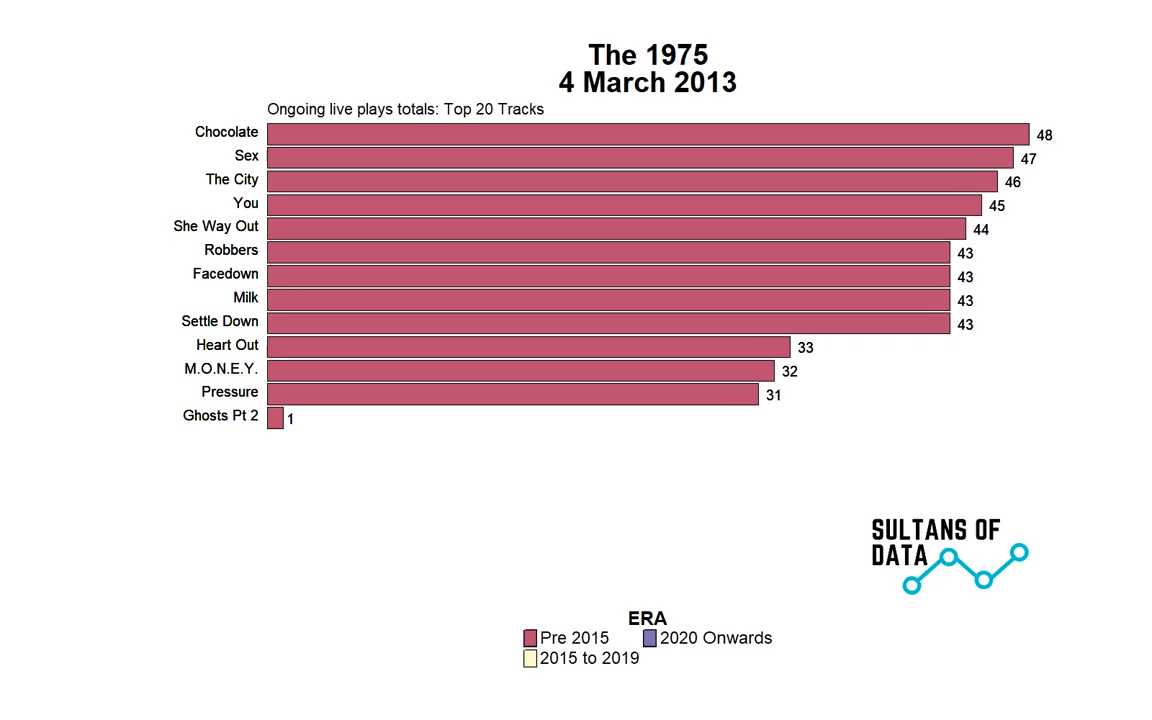 The 1975
4 March 2013
Ongoing live plays totals: Top 20 Tracks
Chocolate 48
Sex 47
The City 46
You 45
She Way Out 44
Robbers 43
Facedown 43
Milk 43
Settle Down 43
Heart Out 33
M.O.N.E.Y. 32
Pressure 31
Ghosts Pt 2 1
SULTANS OF
DATA
ERA
Pre 2015 2020 Onwards
2015 to 2019